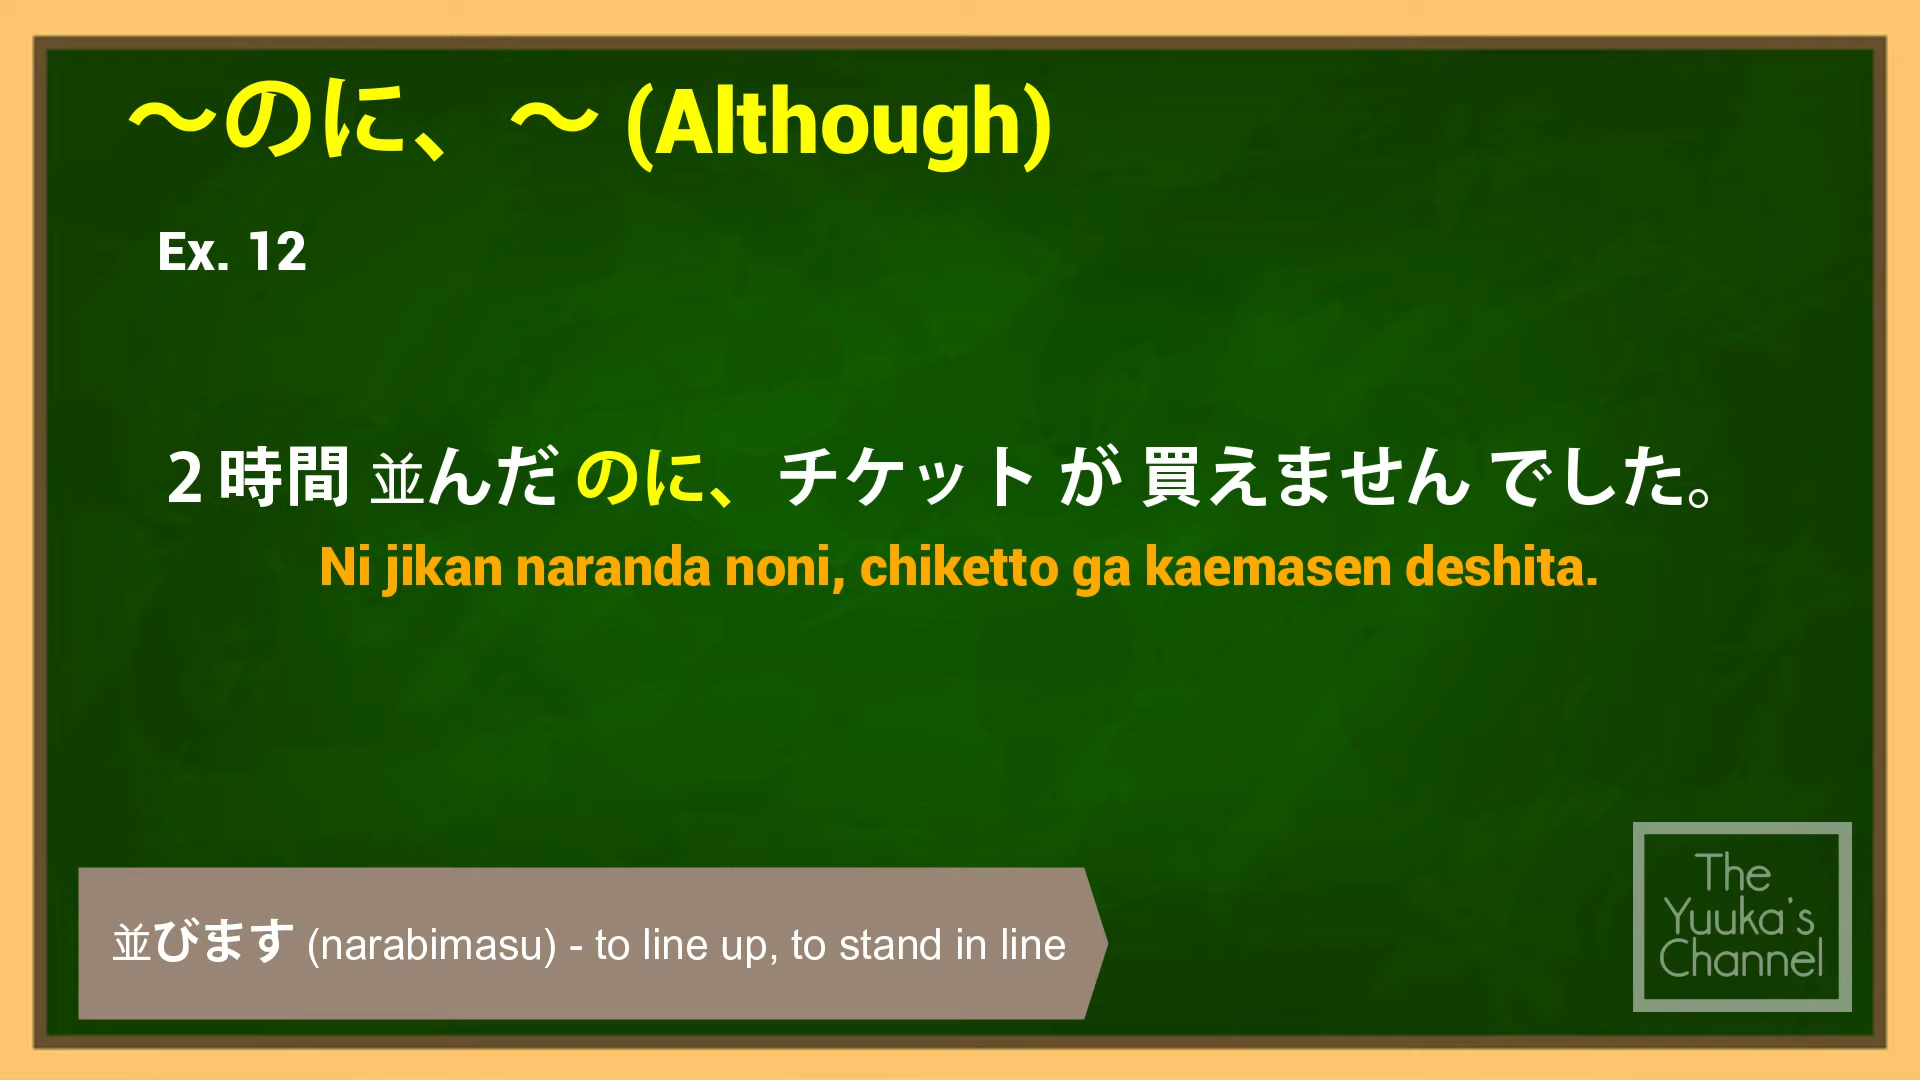 ～のに、～ (Although)
Ex. 12
2 時間 並んだ のに、チケット が 買えません でした。
Ni jikan naranda noni, chiketto ga kaemasen deshita.
並びます (narabimasu) - to line up, to stand in line
The
Yuuka's
Channel